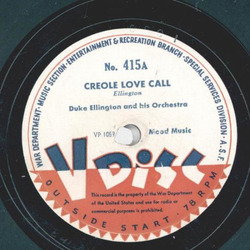 WAR DEPARTMENT · MUSIC SECTION · ENTERTAINMENT & RECREATION BRANCH · SPECIAL SERVICES DIVISION · A.S.F.
No. 415A
CREOLE LOVE CALL
Ellington
Duke Ellington and his Orchestra
Mead Music
V DISC
This record is the property of the War Department
of the United States and use for radio or
commercial purposes is prohibited.
OUTSIDE START · 78 RPM